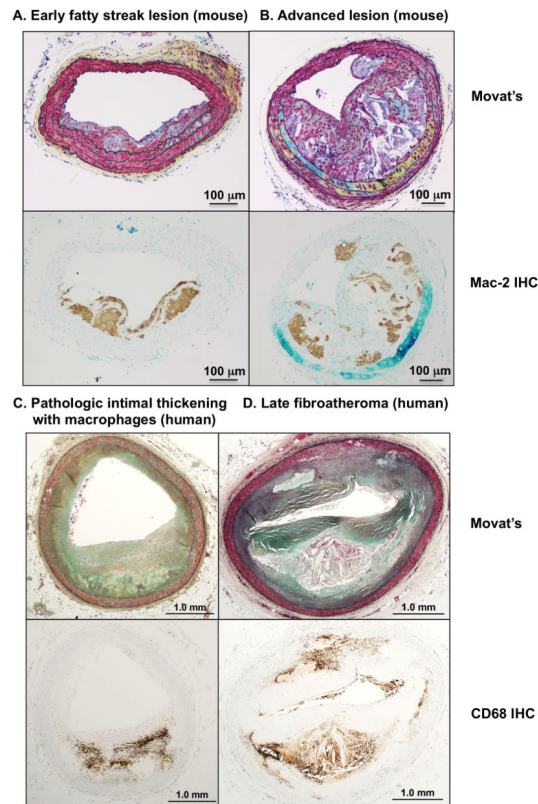 A. Early fatty streak lesion (mouse)
B. Advanced lesion (mouse)
Movat's
100 μm
100 μm
Mac-2 IHC
100 μm
100 μm
C. Pathologic intimal thickening
with macrophages (human)
D. Late fibroatheroma (human)
Movat's
1.0 mm
1.0 mm
CD68 IHC
1.0 mm
1.0 mm